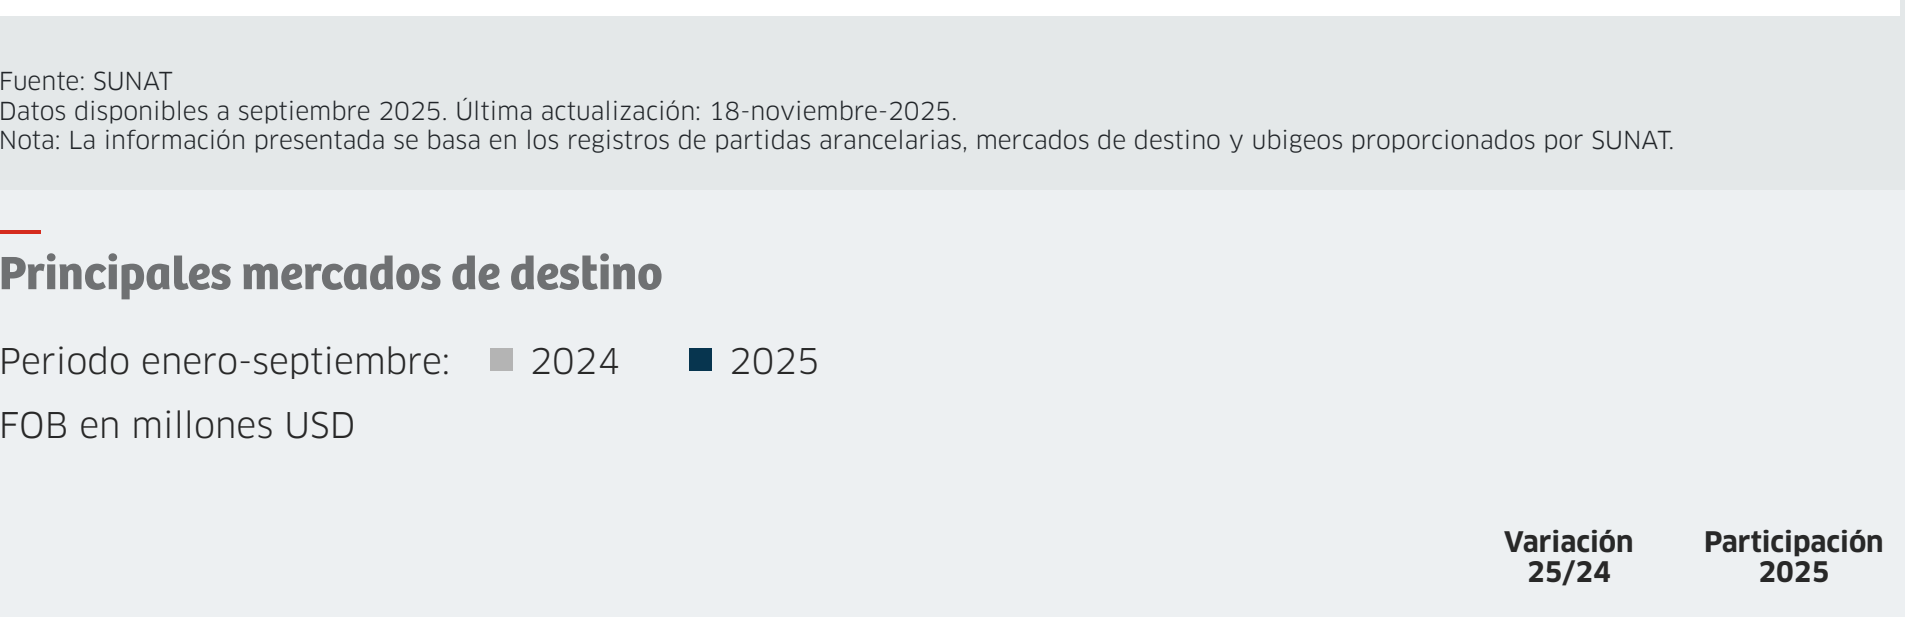 Fuente: SUNAT
Datos disponibles a septiembre 2025. Última actualización: 18-noviembre-2025.
Nota: La información presentada se basa en los registros de partidas arancelarias, mercados de destino y ubigeos proporcionados por SUNAT.
Principales mercados de destino
Periodo enero-septiembre: 2024 2025
FOB en millones USD
Variación Participación
25/24 2025